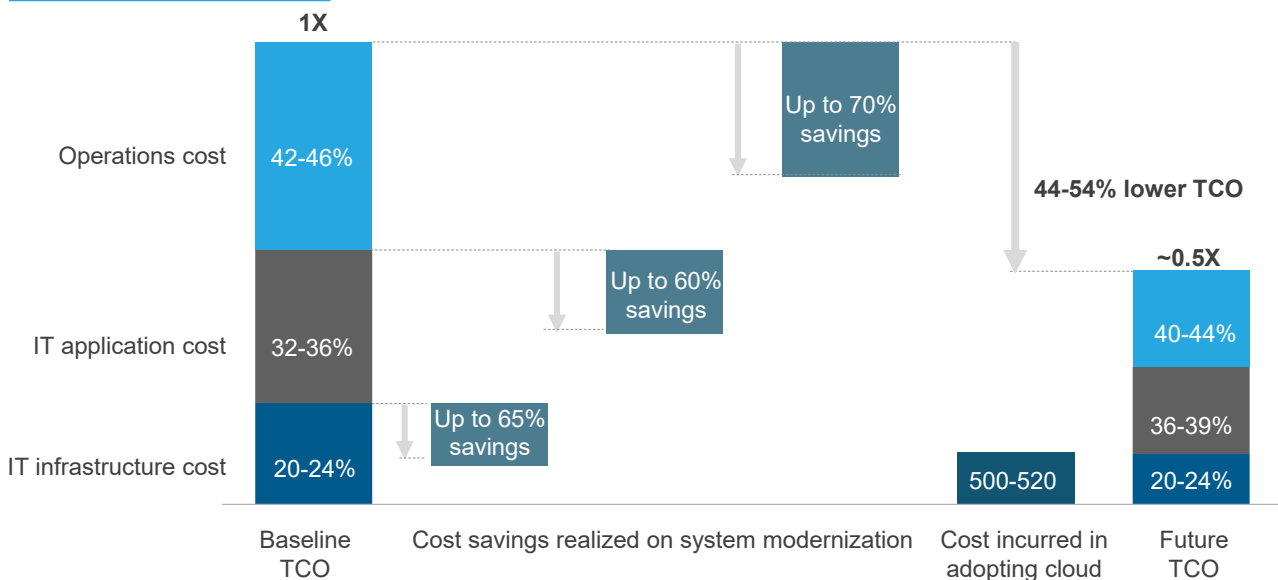 1X
Operations cost
42-46%
Up to 70%
savings
44-54% lower TCO
~0.5X
Up to 60%
savings
IT application cost
32-36%
40-44%
Up to 65%
savings
36-39%
IT infrastructure cost
20-24%
500-520
20-24%
Baseline
TCO
Cost savings realized on system modernization
Cost incurred in
adopting cloud
Future
TCO